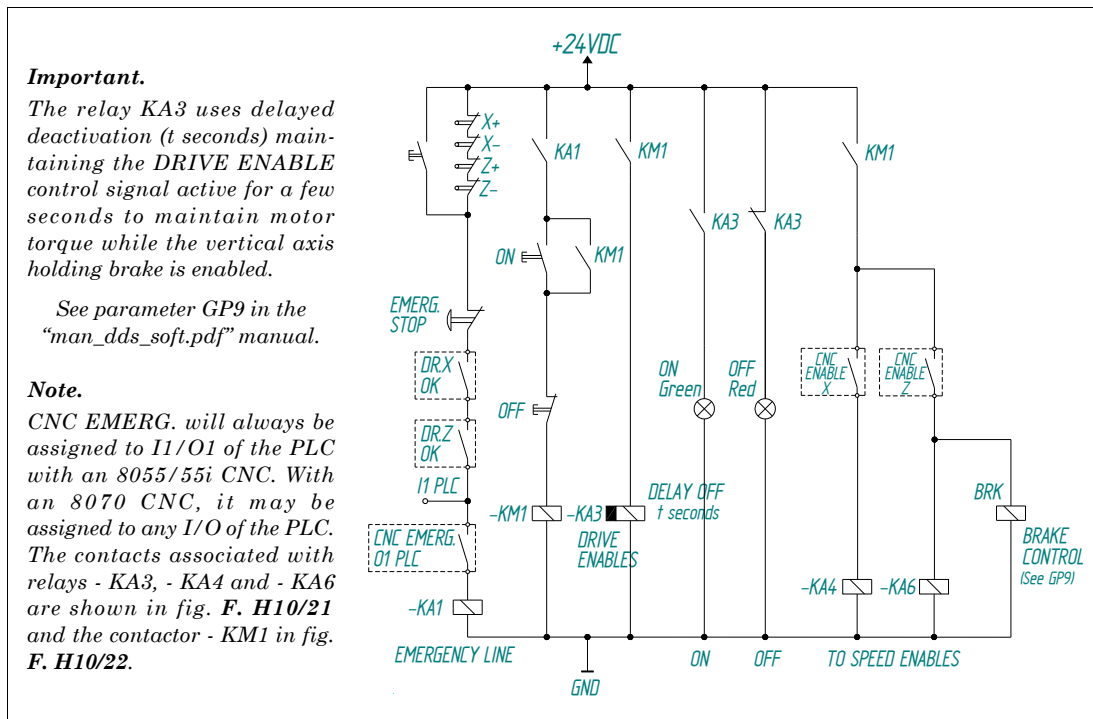 Important.
The relay KA3 uses delayed
deactivation (t seconds) main-
taining the DRIVE ENABLE
control signal active for a few
seconds to maintain motor
torque while the vertical axis
holding brake is enabled.
See parameter GP9 in the
“man_dds_soft.pdf” manual.
Note.
CNC EMERG. will always be
assigned to I1/O1 of the PLC
with an 8055/55i CNC. With
an 8070 CNC, it may be
assigned to any I/O of the PLC.
The contacts associated with
relays - KA3, - KA4 and - KA6
are shown in fig. F. H10/21
and the contactor - KM1 in fig.
F. H10/22.
+24VDC
X+
X-
Z+
Z-
KA1
KM1
KM1
KA3
KA3
ON
KM1
EMERG.
STOP
DR.X
OK
CNC
ENABLE
X
CNC
ENABLE
Z
ON
Green
OFF
Red
OFF
DR.Z
OK
I1 PLC
-KM1
-KA3
DELAY OFF
t seconds
DRIVE
ENABLES
BRK
BRAKE
CONTROL
(See GP9)
CNC EMERG.
O1 PLC
-KA1
-KA4
-KA6
EMERGENCY LINE
ON
OFF
TO SPEED ENABLES
GND